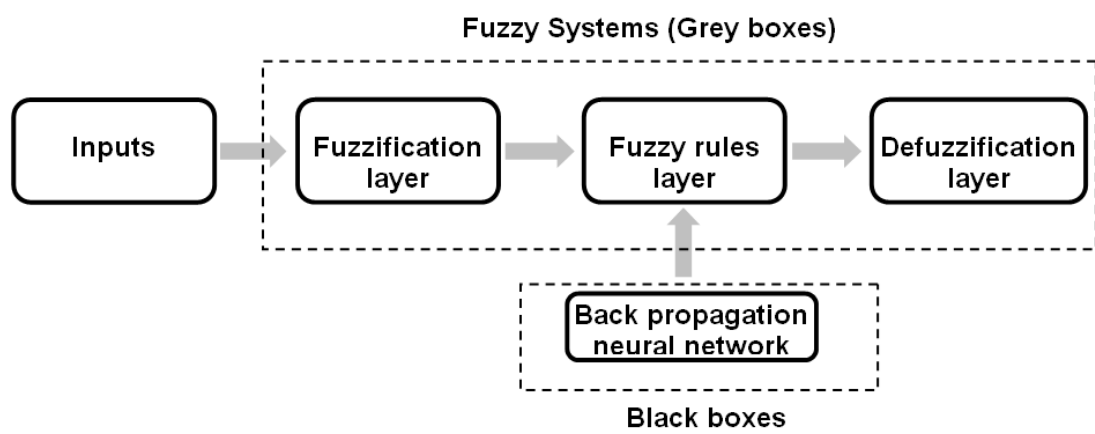 Fuzzy Systems (Grey boxes)
Inputs
Fuzzification
layer
Fuzzy rules
layer
Defuzzification
layer
Back propagation
neural network
Black boxes